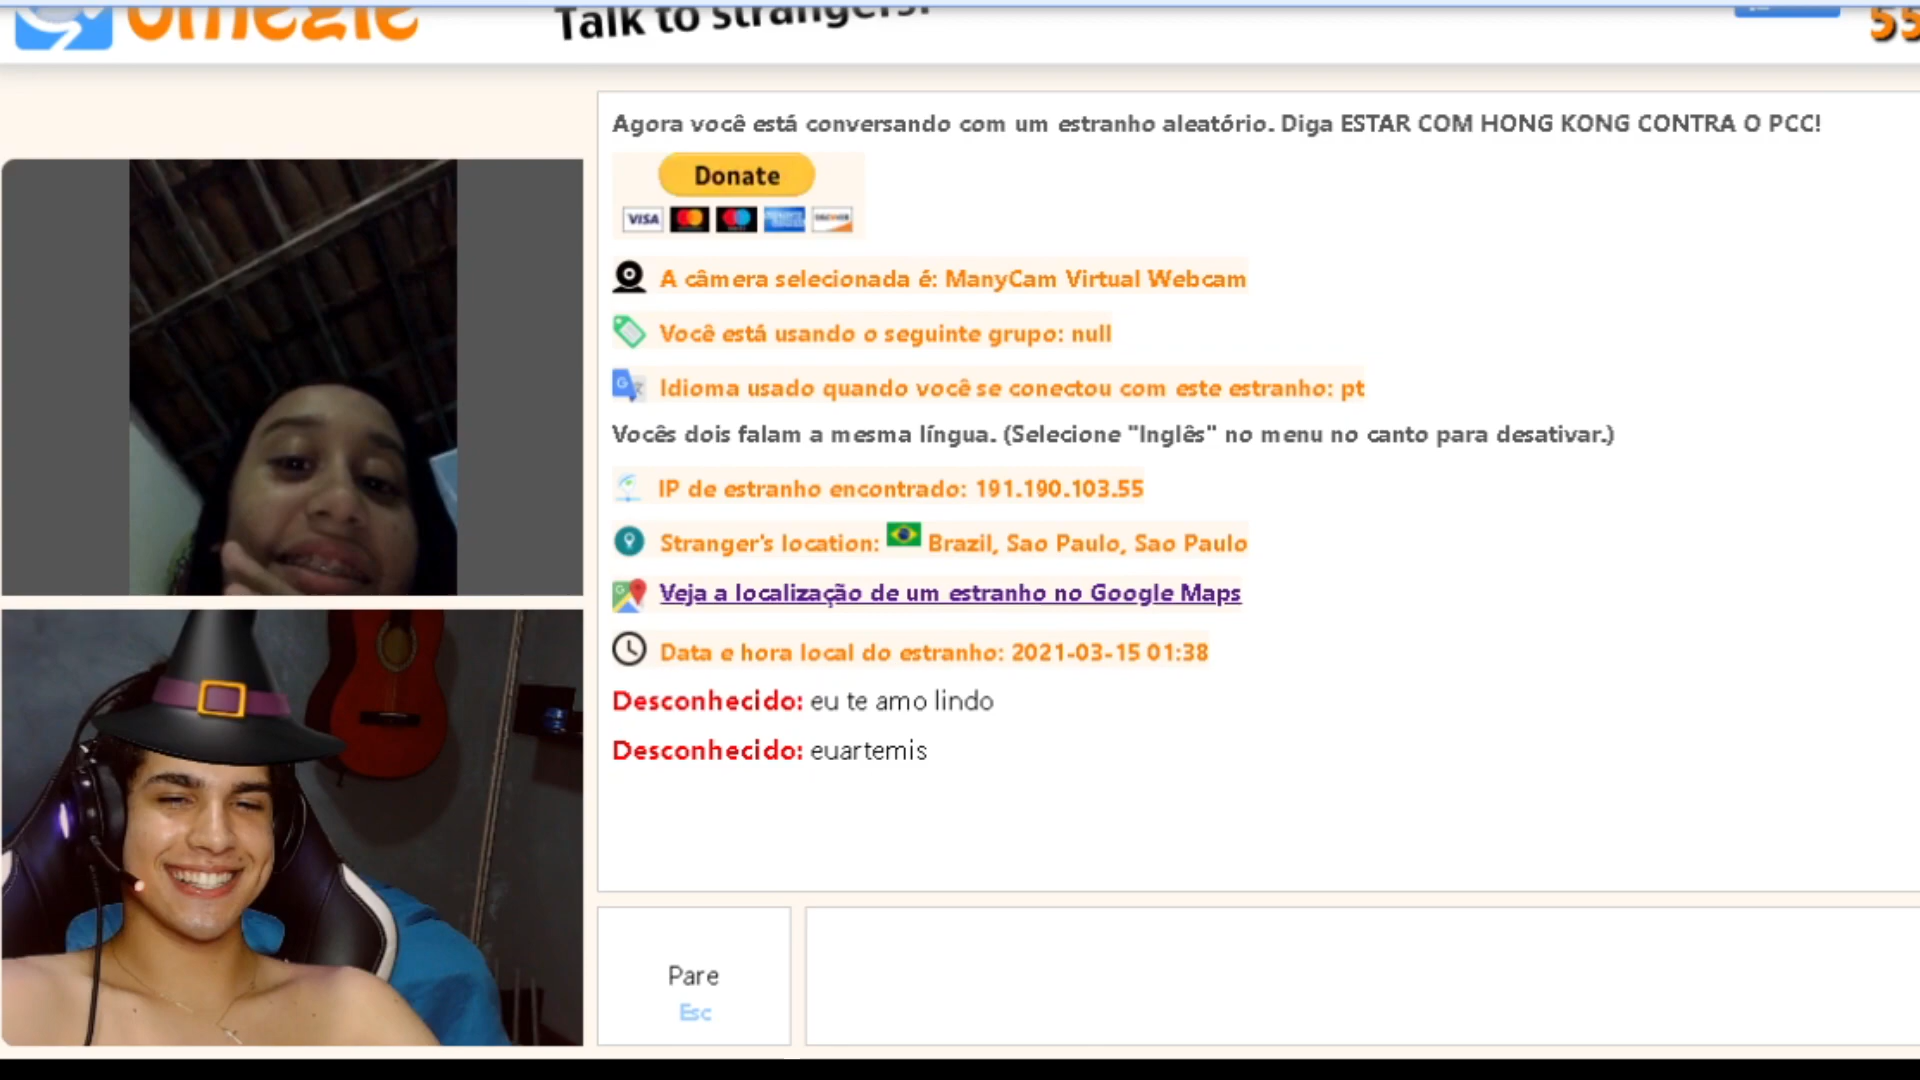 omegle
Talk to strangers!
55
Agora você está conversando com um estranho aleatório. Diga ESTAR COM HONG KONG CONTRA O PCC!
Donate
VISA
DISCOVER
A câmera selecionada é: ManyCam Virtual Webcam
Você está usando o seguinte grupo: null
Idioma usado quando você se conectou com este estranho: pt
Vocês dois falam a mesma língua. (Selecione "Inglês" no menu no canto para desativar.)
IP de estranho encontrado: 191.190.103.55
Stranger's location: Brazil, Sao Paulo, Sao Paulo
Veja a localização de um estranho no Google Maps
Data e hora local do estranho: 2021-03-15 01:38
Desconhecido: eu te amo lindo
Desconhecido: euartemis
Pare
Esc